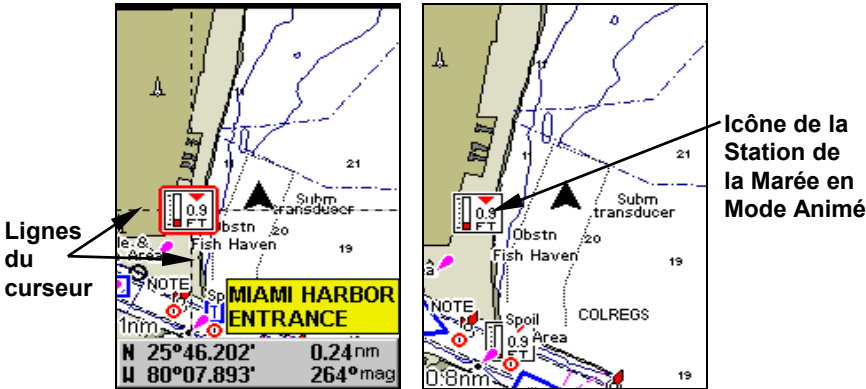 Lignes
du
curseur
11
21
11
0.9
FT
Subm
transducer
Obstn
20
Fish Haven
19
Area
NOTE
MIAMI HARBOR
ENTRANCE
1nm
N 25°46.202' 0.24nm
W 80°07.893' 264°mag
11
21
11
0.9
FT
Subm
transducer
Obstn
20
Fish Haven
19
NOTE
Spoil
Area
COLREGS
0.9
FT
19
0.8nm
Icône de la
Station de
la Marée en
Mode Animé